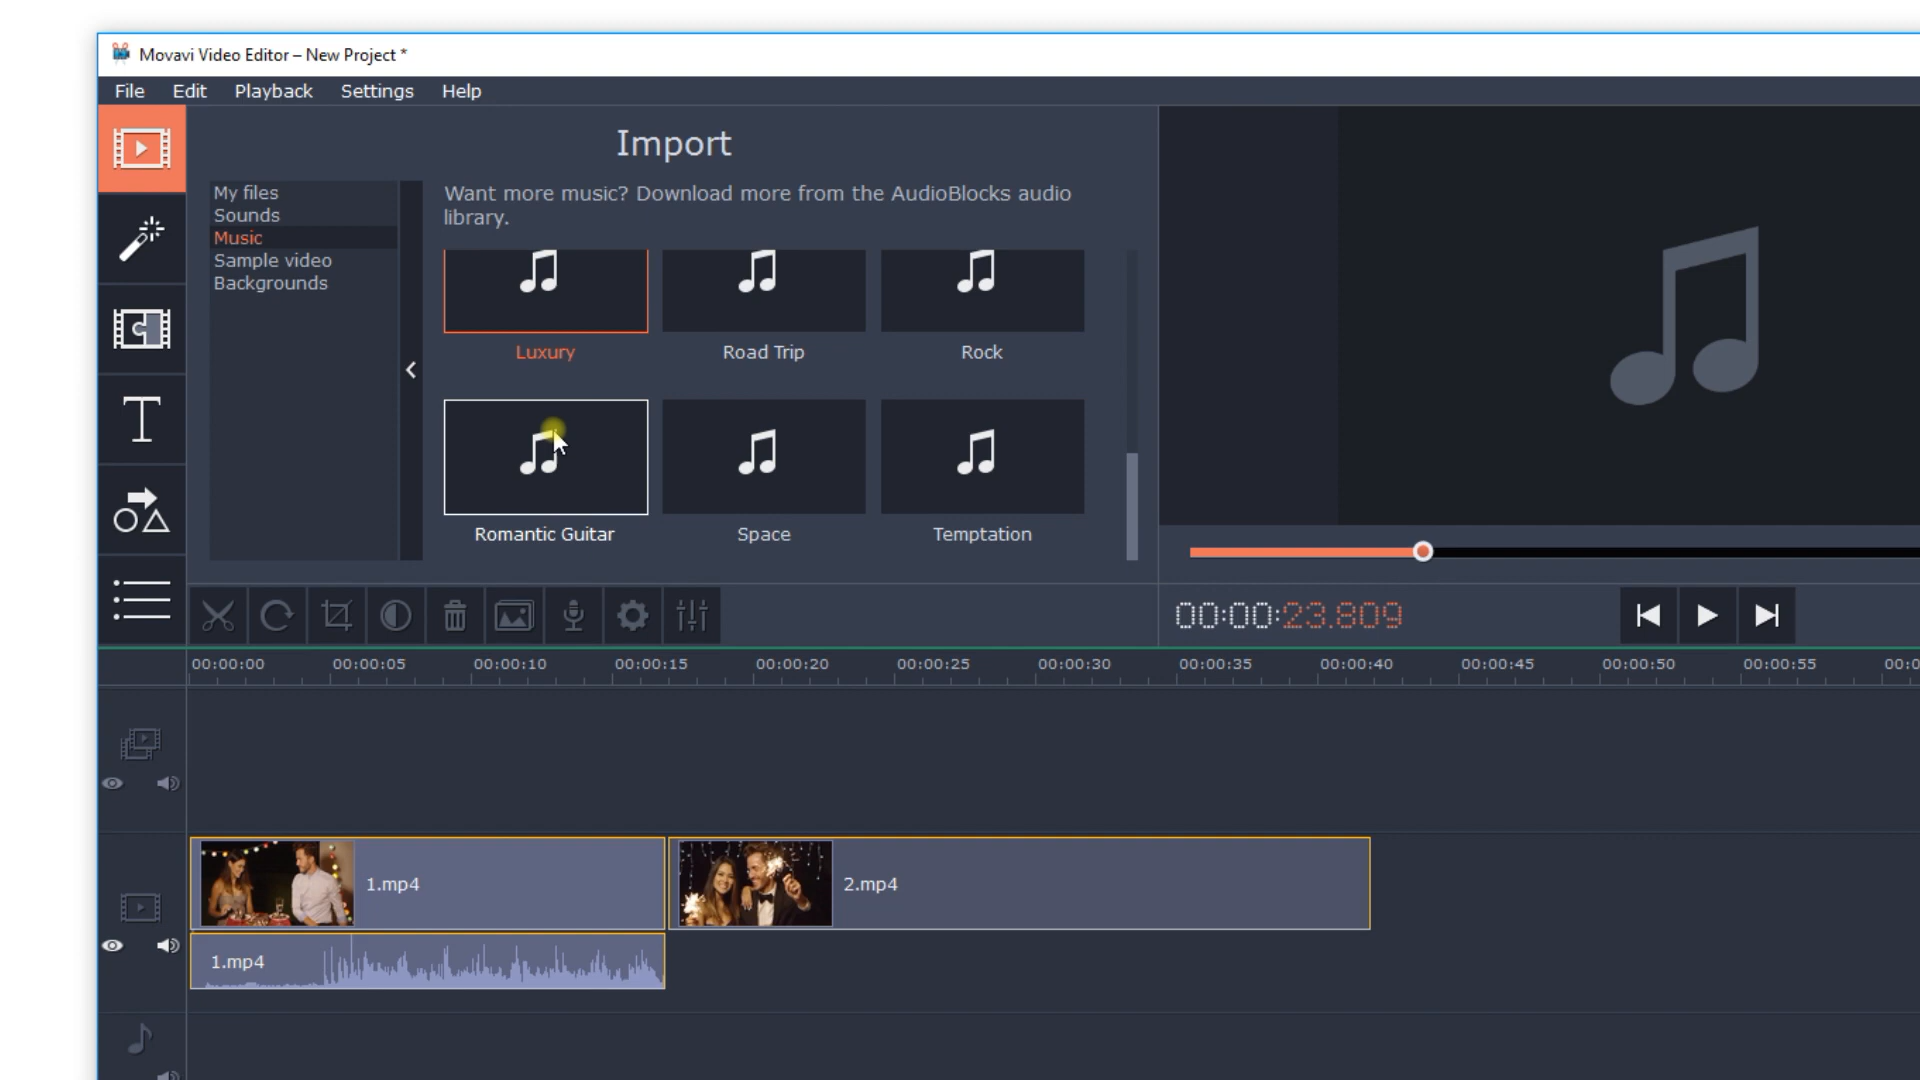 Movavi Video Editor – New Project *
File Edit Playback Settings Help
Import
My files
Sounds
Music
Sample video
Backgrounds
Want more music? Download more from the AudioBlocks audio
library.
Luxury Road Trip Rock
Romantic Guitar Space Temptation
00:00:23.809
00:00:00 00:00:05 00:00:10 00:00:15 00:00:20 00:00:25 00:00:30 00:00:35 00:00:40 00:00:45 00:00:50 00:00:55
1.mp4 2.mp4
1.mp4